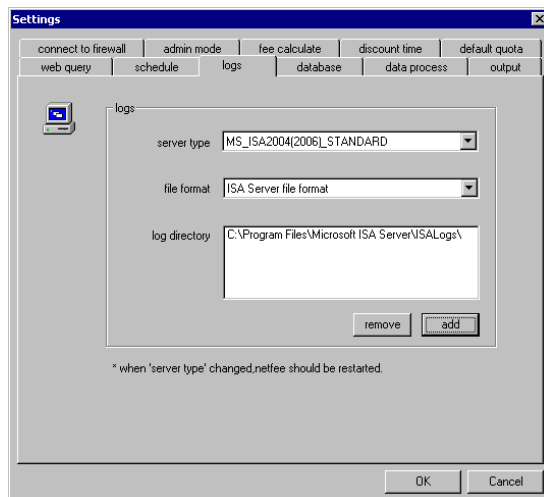 Settings
connect to firewall admin mode fee calculate discount time default quota
web query schedule logs database data process output
logs
server type MS_ISA2004(2006)_STANDARD
file format ISA Server file format
log directory C:\Program Files\Microsoft ISA Server\ISALogs\
remove add
* when 'server type' changed,netfee should be restarted.
OK Cancel